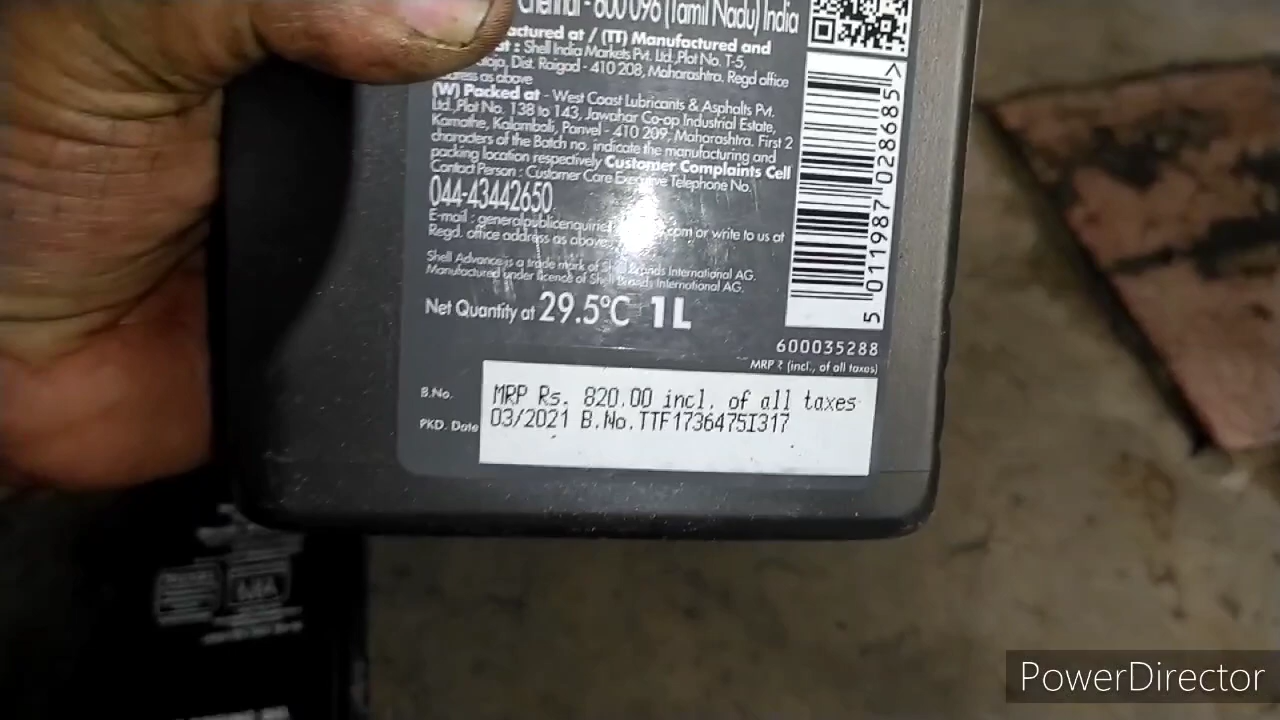 Chennai - 600 096 (Tamil Nadu) India
actured at / (TT) Manufactured and
at : Shell India Markets Pvt. Ltd.,Plot No. T-5,
aloja, Dist. Raigad - 410 208, Maharashtra. Regd office
address as above
(W) Packed at - West Coast Lubricants & Asphalts Pvt.
Ltd.,Plot No. 138 to 143, Jawahar Co-op Industrial Estate,
Kamothe, Kalamboli, Panvel - 410 209, Maharashtra. First 2
characters of the Batch no. indicate the manufacturing and
packing location respectively Customer Complaints Cell
Contact Person : Customer Care Executive Telephone No.
044-43442650
E-mail : generalpublicenquirie com or write to us at
Regd. office address as above.
Shell Advance is a trade mark of Shell Brands International AG.
Manufactured under licence of Shell Brands International AG.
Net Quantity at 29.5°C 1L
5 011987 028685 >
600035288
MRP ₹ (incl., of all taxes)
B.No.
MRP Rs. 820.00 incl. of all taxes
PKD. Date
03/2021 B.No.TTF1736475I317
PowerDirector